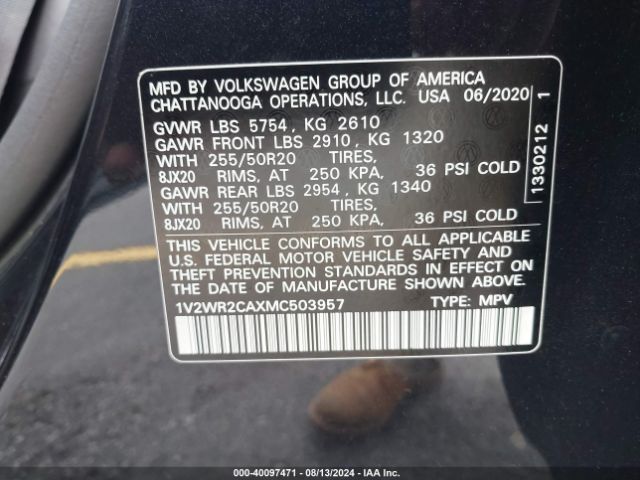 MFD BY VOLKSWAGEN GROUP OF AMERICA
CHATTANOOGA OPERATIONS, LLC. USA 06/2020
GVWR LBS 5754, KG 2610
GAWR FRONT LBS 2910, KG 1320
WITH 255/50R20 TIRES,
8JX20 RIMS, AT 250 KPA, 36 PSI COLD
GAWR REAR LBS 2954, KG 1340
WITH 255/50R20 TIRES,
8JX20 RIMS, AT 250 KPA, 36 PSI COLD
THIS VEHICLE CONFORMS TO ALL APPLICABLE
U.S. FEDERAL MOTOR VEHICLE SAFETY AND
THEFT PREVENTION STANDARDS IN EFFECT ON
THE DATE OF MANUFACTURE SHOWN ABOVE.
1V2WR2CAXMC503957 TYPE: MPV
1330212 1
000-40097471 - 08/13/2024 - IAA Inc.